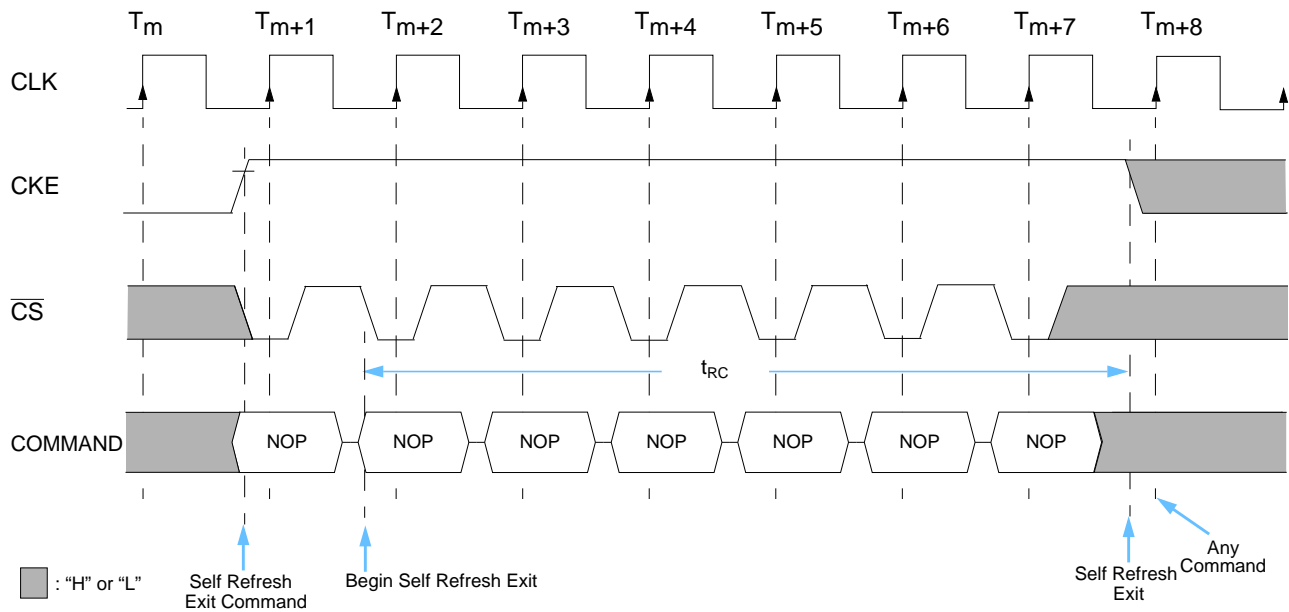 Tm Tm+1 Tm+2 Tm+3 Tm+4 Tm+5 Tm+6 Tm+7 Tm+8
CLK
CKE
CS
tRC
COMMAND NOP NOP NOP NOP NOP NOP NOP
: “H” or “L”
Self Refresh
Exit Command
Begin Self Refresh Exit
Self Refresh
Exit
Any
Command